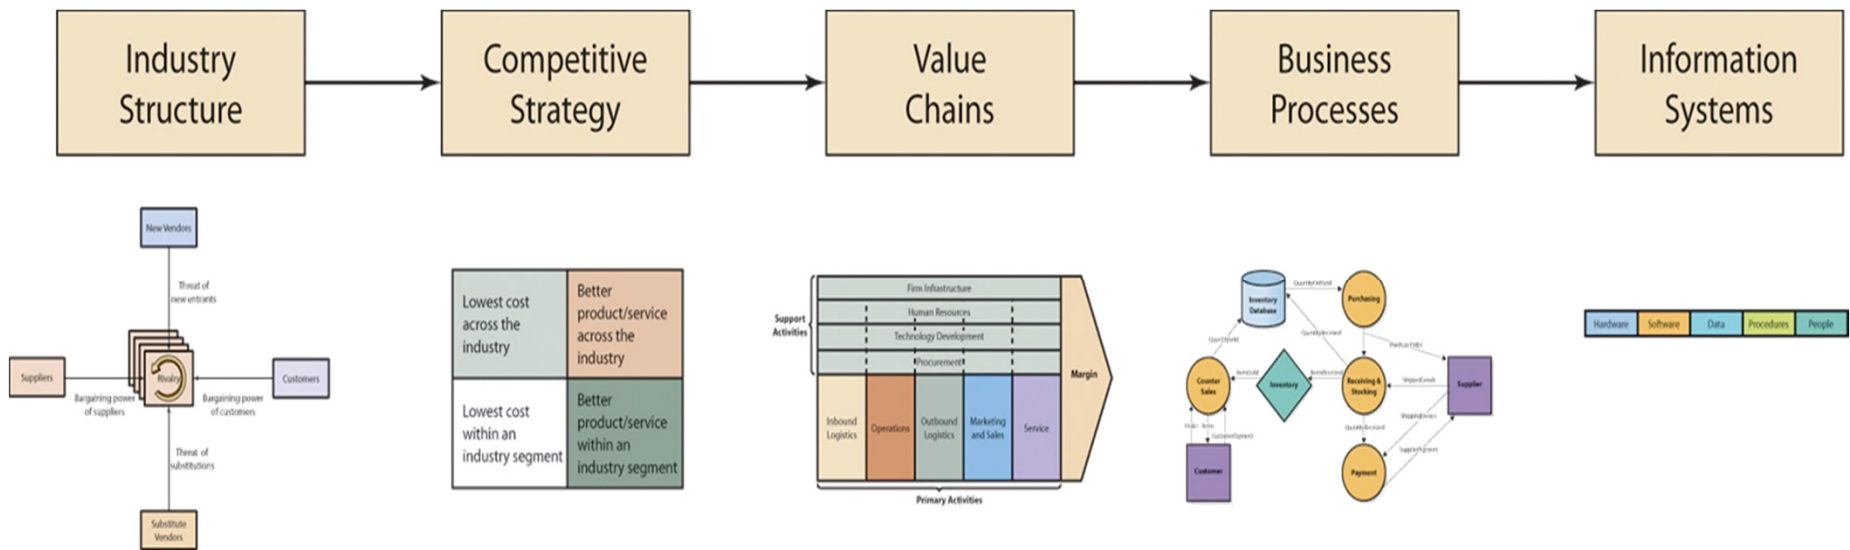 Industry
Structure
Competitive
Strategy
Value
Chains
Business
Processes
Information
Systems
New Vendors
Threat of
new entrants
Suppliers
Rivalry
Customers
Bargaining power
of suppliers
Bargaining power
of customers
Threat of
substitutions
Substitute
Vendors
Lowest cost
across the
industry
Better
product/service
across the
industry
Lowest cost
within an
industry segment
Better
product/service
within an
industry segment
Support
Activities
Firm Infrastructure
Human Resources
Technology Development
Procurement
Inbound
Logistics
Operations
Outbound
Logistics
Marketing
and Sales
Service
Margin
Primary Activities
Inventory
Database
Purchasing
Counter
Sales
Inventory
Receiving &
Stocking
Supplier
Customer
Payment
Hardware
Software
Data
Procedures
People